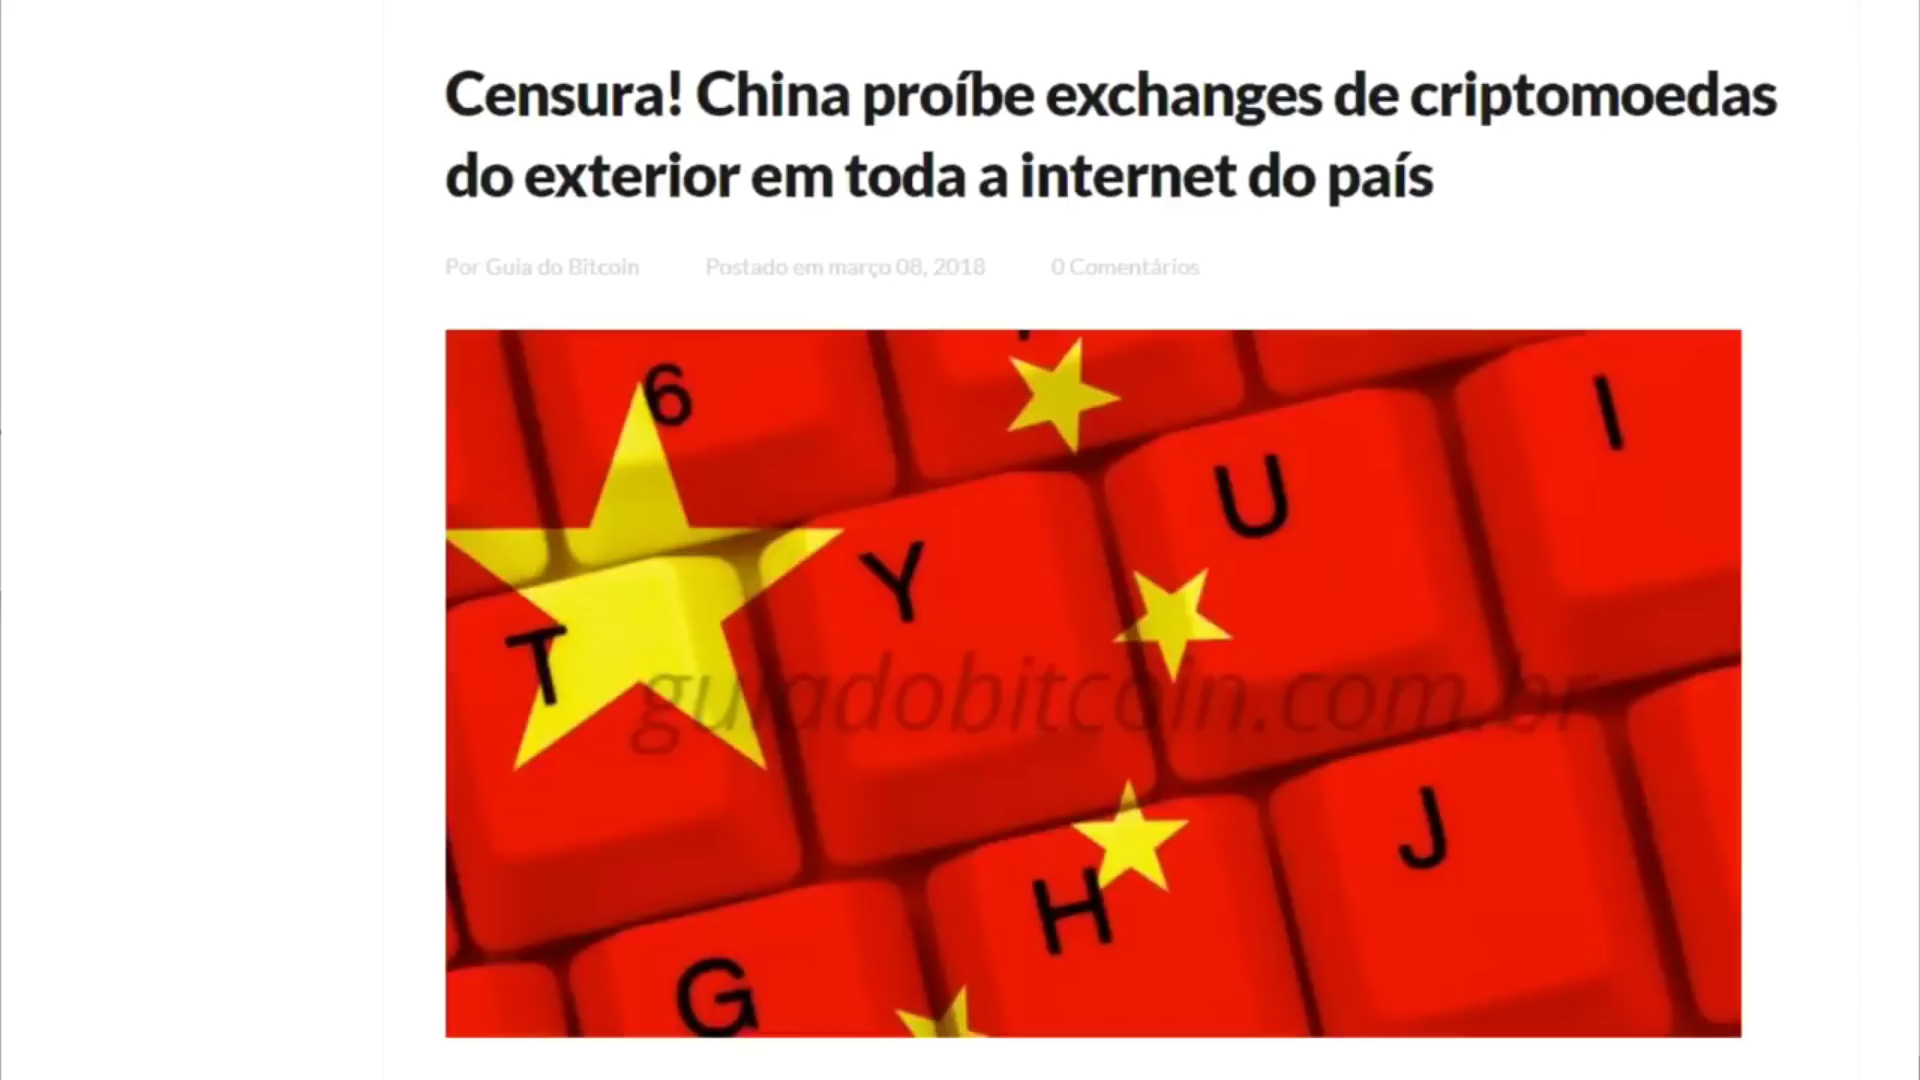 Censura! China proíbe exchanges de criptomoedas
do exterior em toda a internet do país
Por Guia do Bitcoin Postado em março 08, 2018 0 Comentários
6
I
U
Y
T
guiadobitcoin.com.br
J
H
G